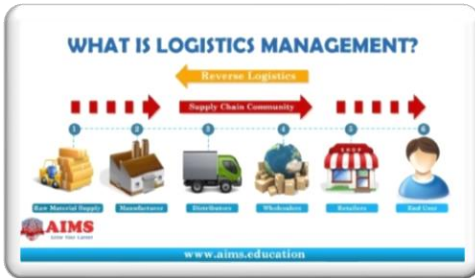 WHAT IS LOGISTICS MANAGEMENT?
Reverse Logistics
Supply Chain Community
1 2 3 4 5 6
Raw Material Supply Manufacturer Distributors Wholesalers Retailers End User
SHOP
AIMS
www.aims.education